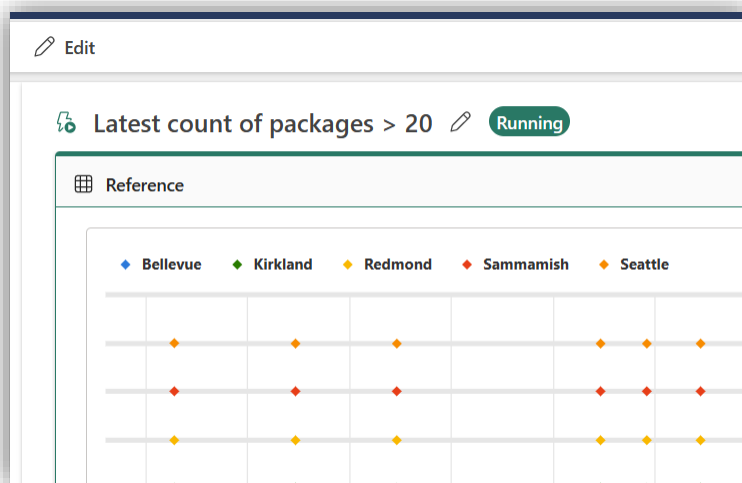 Edit
Latest count of packages > 20 Running
Reference
Bellevue Kirkland Redmond Sammamish Seattle